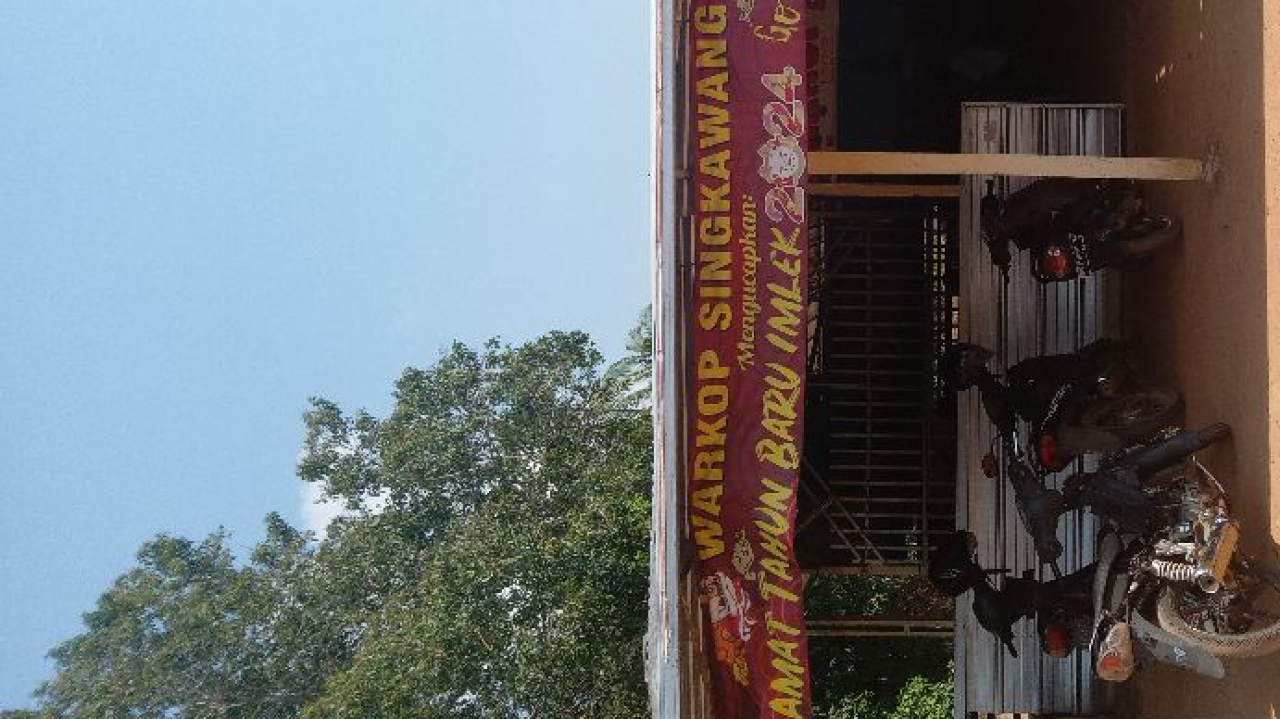 WARKOP SINGKAWANG
Mengucapkan:
AMAT TAHUN BARU IMLEK 2024